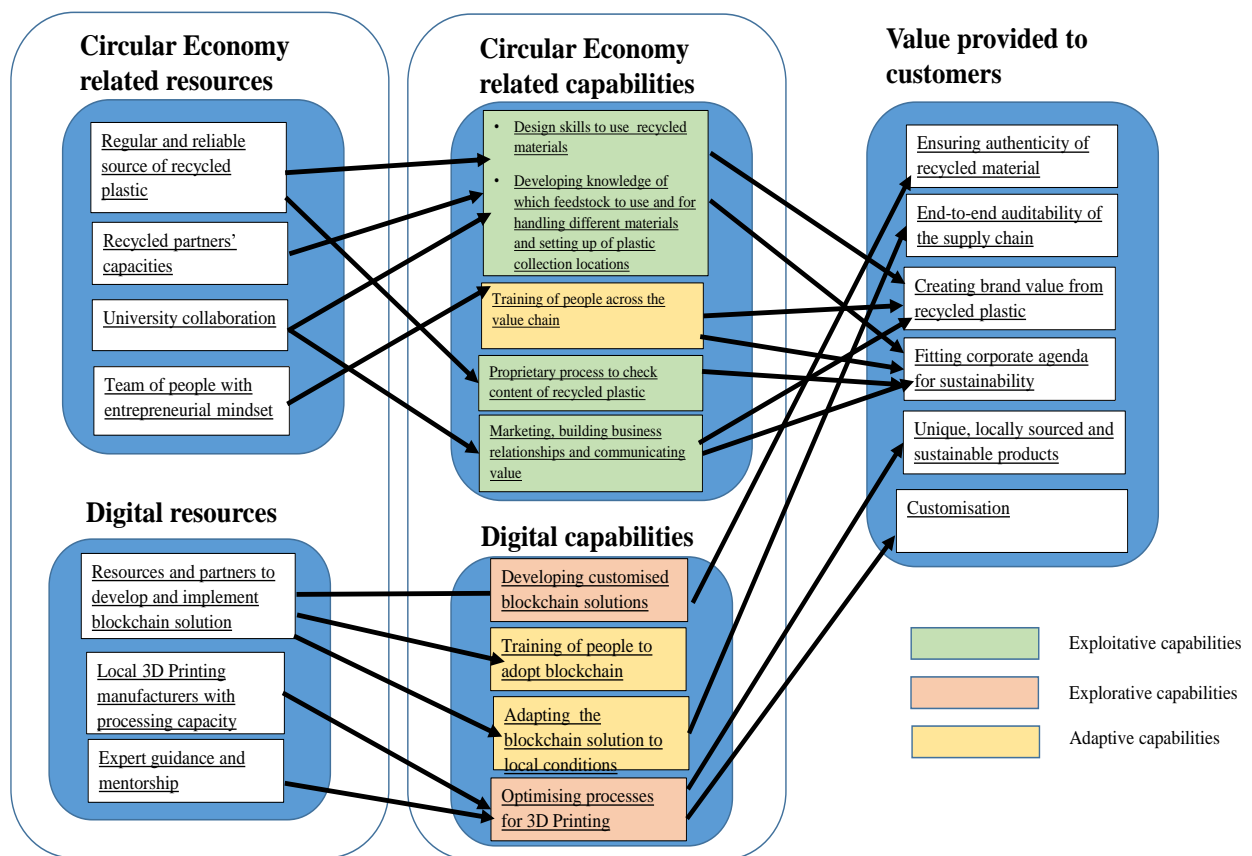 Circular Economy
related resources
Regular and reliable
source of recycled
plastic
Recycled partners’
capacities
University collaboration
Team of people with
entrepreneurial mindset
Digital resources
Resources and partners to
develop and implement
blockchain solution
Local 3D Printing
manufacturers with
processing capacity
Expert guidance and
mentorship
Circular Economy
related capabilities
• Design skills to use recycled
materials
• Developing knowledge of
which feedstock to use and for
handling different materials
and setting up of plastic
collection locations
Training of people across the
value chain
Proprietary process to check
content of recycled plastic
Marketing, building business
relationships and communicating
value
Digital capabilities
Developing customised
blockchain solutions
Training of people to
adopt blockchain
Adapting the
blockchain solution to
local conditions
Optimising processes
for 3D Printing
Value provided to
customers
Ensuring authenticity of
recycled material
End-to-end auditability of
the supply chain
Creating brand value from
recycled plastic
Fitting corporate agenda
for sustainability
Unique, locally sourced and
sustainable products
Customisation
Exploitative capabilities
Explorative capabilities
Adaptive capabilities